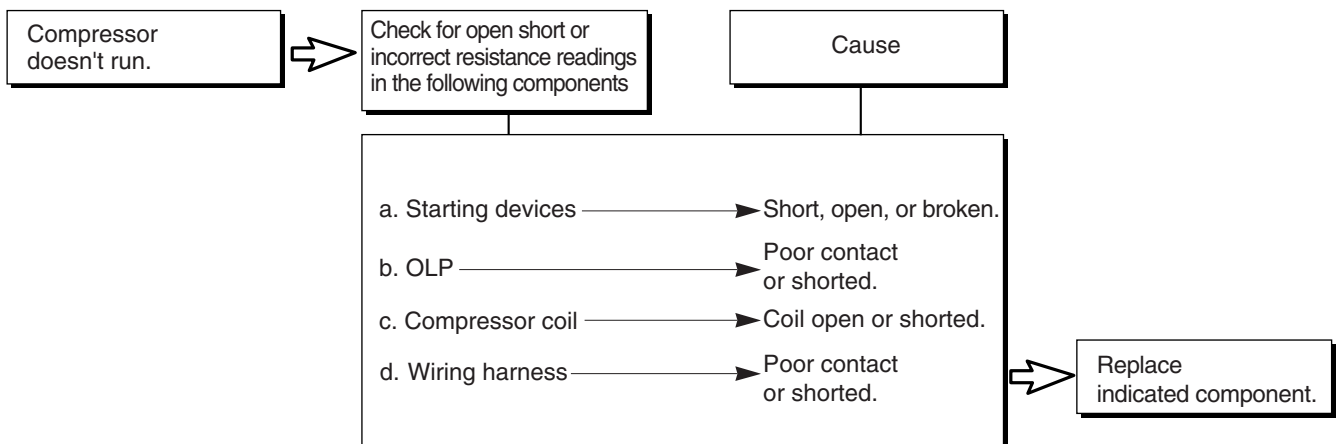 Compressor
doesn't run.
Check for open short or
incorrect resistance readings
in the following components
Cause
a. Starting devices
Short, open, or broken.
b. OLP
Poor contact
or shorted.
c. Compressor coil
Coil open or shorted.
d. Wiring harness
Poor contact
or shorted.
Replace
indicated component.